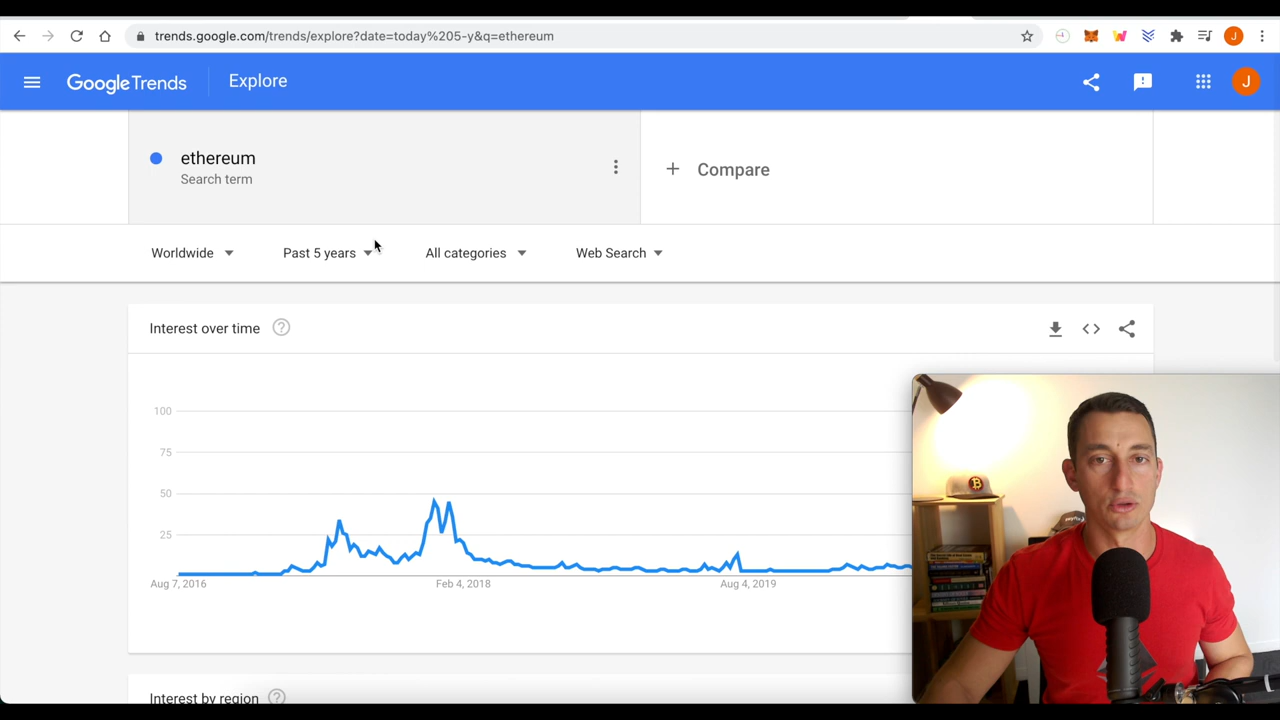 trends.google.com/trends/explore?date=today%205-y&q=ethereum
J
Google Trends
Explore
J
ethereum
Search term
+ Compare
Worldwide
Past 5 years
All categories
Web Search
Interest over time
100
75
50
25
Aug 7, 2016
Feb 4, 2018
Aug 4, 2019
Interest by region